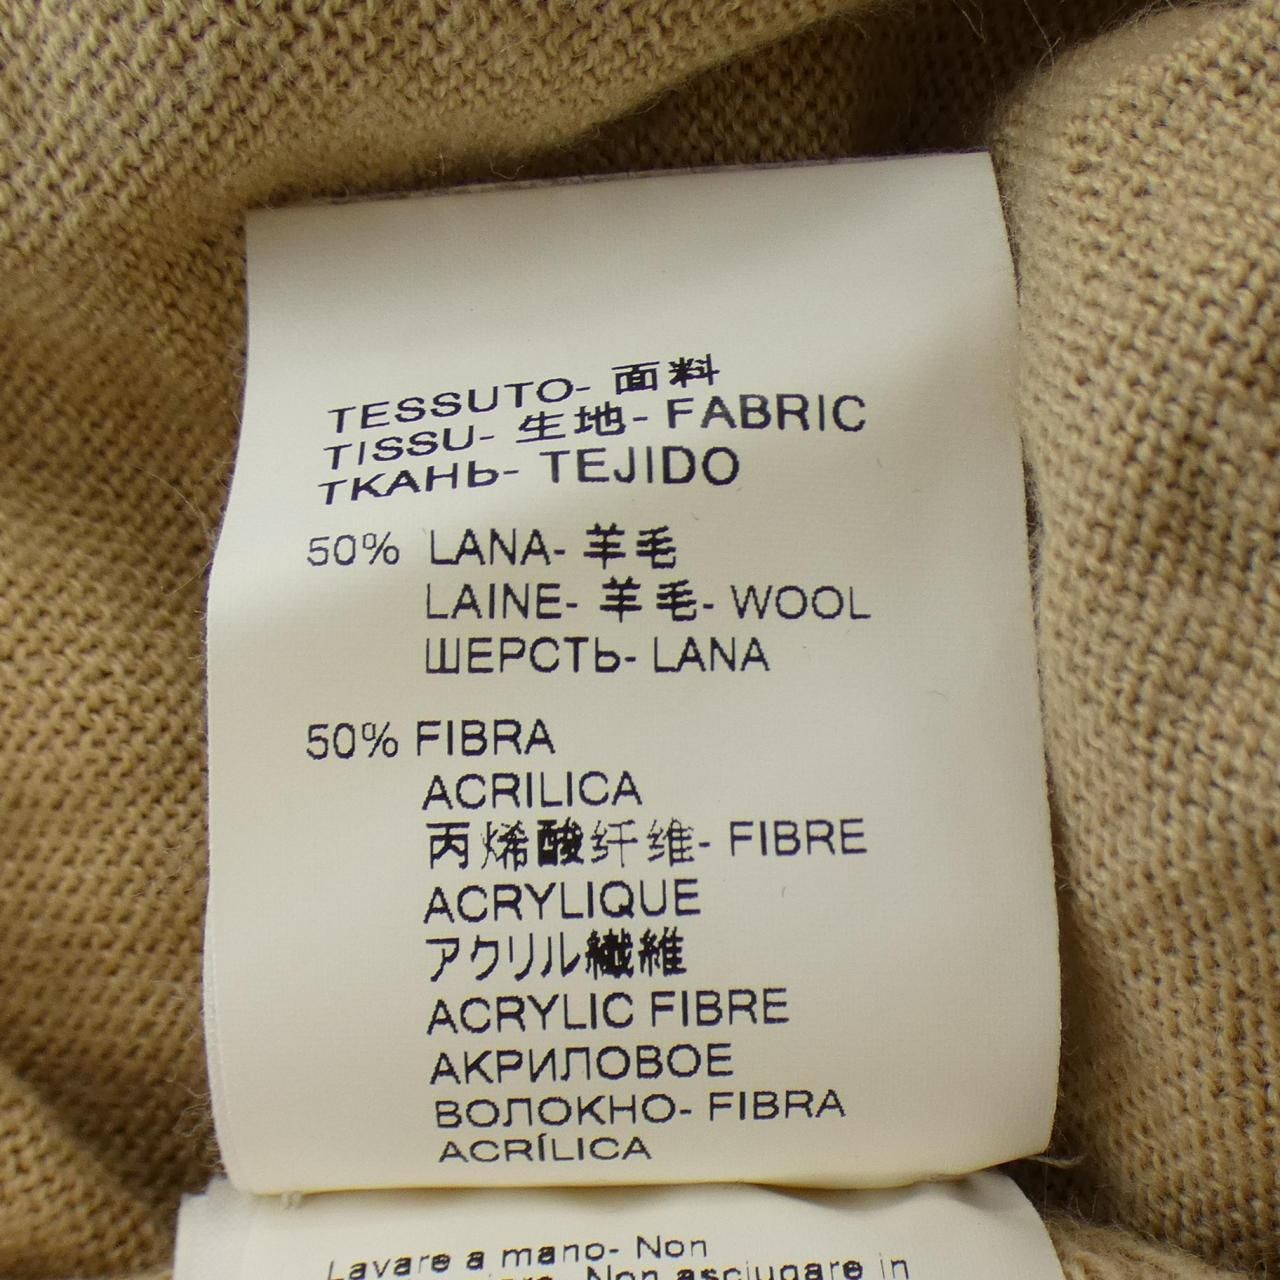 TESSUTO- 面料
TISSU- 生地- FABRIC
ТКАНЬ- TEJIDO
50% LANA- 羊毛
LAINE- 羊毛- WOOL
ШЕРСТЬ- LANA
50% FIBRA
ACRILICA
丙烯酸纤维- FIBRE
ACRYLIQUE
アクリル繊維
ACRYLIC FIBRE
АКРИЛОВОЕ
ВОЛОКНО- FIBRA
ACRÍLICA
Lavare a mano- Non
Non asciugare in